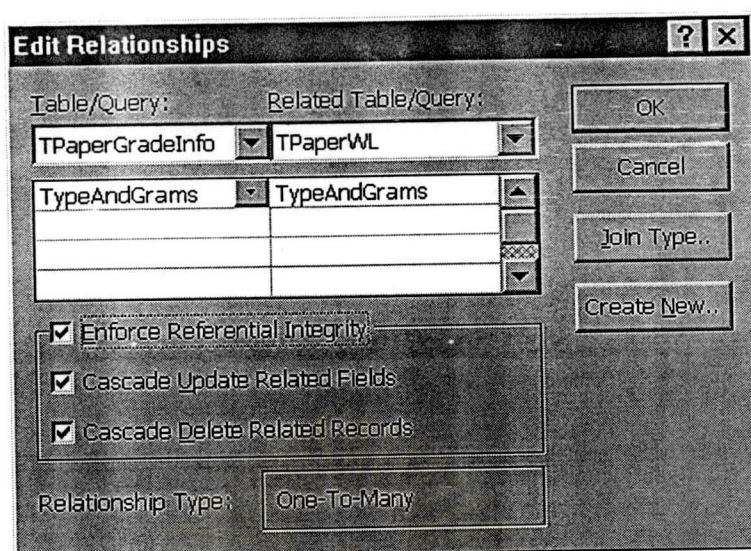 Edit Relationships ? X
Table/Query: Related Table/Query: OK
TPaperGradeInfo TPaperWL
Cancel
TypeAndGrams TypeAndGrams
Join Type..
Create New..
Enforce Referential Integrity
Cascade Update Related Fields
Cascade Delete Related Records
Relationship Type: One-To-Many